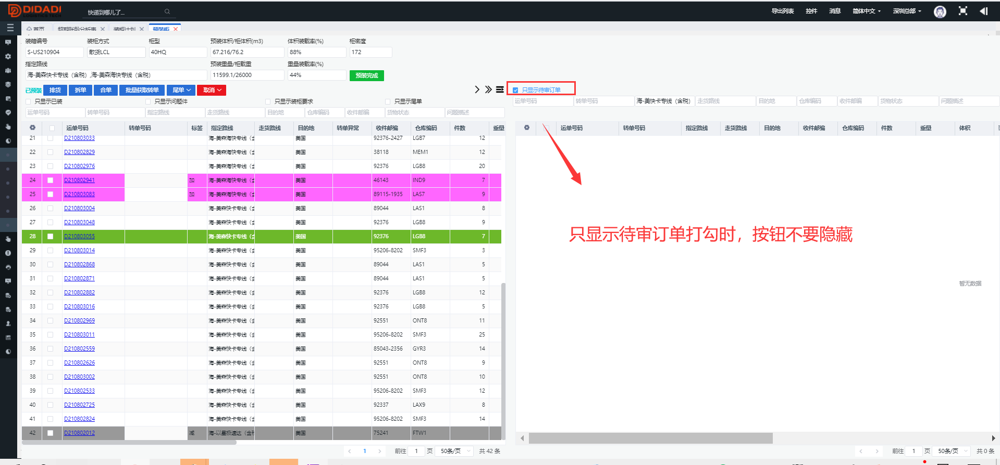 DIDADI
LOGISTICS TECH
快递到哪儿了...
导出列表 控件 消息 简体中文 深圳总部
首页 超期账龄分析表 装柜计划 预装柜
装箱编号 装柜方式 柜型 预装体积/柜体积(m3) 体积装载率(%) 柜密度
S-US210904 散货LCL 40HQ 67.216/76.2 88% 172
指定路线 预装重量/柜载重 重量装载率(%)
海-美森快卡专线（含税）,海-美森海快专线（含税） 11599.1/26000 44% 预装完成
已预装 排货 拆单 合单 批量获取转单 尾单 取消 只显示待审订单
只显示已装 只显示问题件 只显示装柜要求 只显示尾单
运单号码 转单号码 海-美快卡专线（含税） 走货路线 目的地 仓库编码 收件邮编 货物状态 问题描述
运单号码 转单号码 指定路线 走货路线 目的地 仓库编码 收件邮编 货物状态 问题描述
运单号码 转单号码 标签 指定路线 走货路线 目的地 转单异常 收件邮编 仓库编码 件数 重量
运单号码 转单号码 指定路线 走货路线 目的地 收件邮编 仓库编码 件数 重量 体积
21 D210803033 海-美森海快专线（含 美国 92376-2427 LGB7 12
22 D210802829 海-美森海快专线（含 美国 38118 MEM1 12
23 D210802976 海-美森海快专线（含 美国 92376 LGB8 20
24 D210802941 加 海-美森海快专线（含 美国 46143 IND9 7
25 D210803083 加 海-美森海快专线（含 美国 89115-1935 LAS7 9
26 D210803004 海-美森快卡专线（含 美国 89044 LAS1 8
27 D210803048 海-美森快卡专线（含 美国 92376 LGB8 9
28 D210803055 海-美森快卡专线（含 美国 92376 LGB8 7
29 D210803014 海-美森快卡专线（含 美国 95206-8202 SMF3 3
30 D210802868 海-美森快卡专线（含 美国 89044 LAS1 5
31 D210802871 海-美森快卡专线（含 美国 89044 LAS1 5
32 D210802882 海-美森快卡专线（含 美国 92376 LGB8 12
33 D210803016 海-美森快卡专线（含 美国 92376 LGB8 5
34 D210802969 海-美森快卡专线（含 美国 92551 ONT8 11
35 D210803011 海-美森快卡专线（含 美国 95206-8202 SMF3 25
36 D210802559 海-美森快卡专线（含 美国 85043-2356 GYR3 14
37 D210802626 海-美森快卡专线（含 美国 92551 ONT8 9
38 D210803002 海-美森快卡专线（含 美国 92551 ONT8 10
39 D210802533 海-美森快卡专线（含 美国 95206-8202 SMF3 12
40 D210802725 海-美森快卡专线（含 美国 92337 LAX9 8
41 D210802824 海-美森快卡专线（含 美国 95206-8202 SMF3 14
42 D210802012 减 海-以星极速达（含税 美国 75241 FTW1
只显示待审订单打勾时，按钮不要隐藏
暂无数据
1 前往 1 页 50条/页 共 42 条
前往 1 页 50条/页 共 0 条